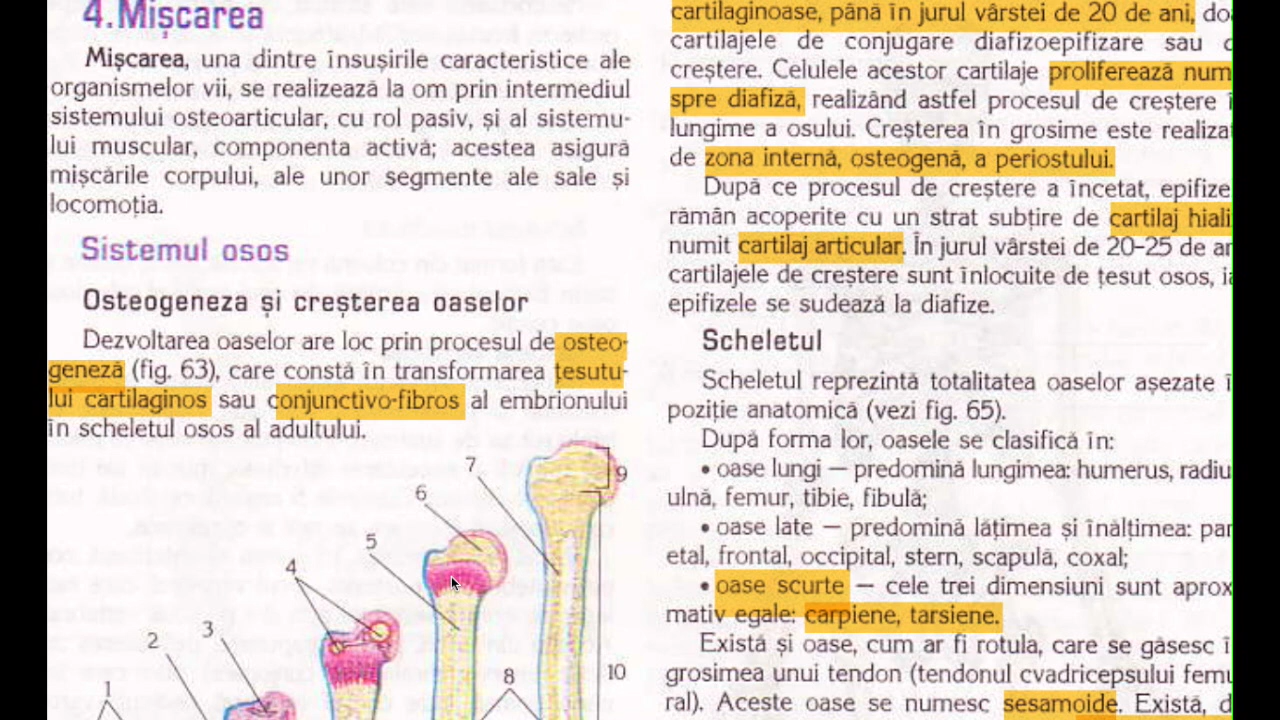 4.Mișcarea
Mișcarea, una dintre însușirile caracteristice ale
organismelor vii, se realizează la om prin intermediul
sistemului osteoarticular, cu rol pasiv, și al sistemu-
lui muscular, componenta activă; acestea asigură
mișcările corpului, ale unor segmente ale sale și
locomoția.
Sistemul osos
Osteogeneza și creșterea oaselor
Dezvoltarea oaselor are loc prin procesul de osteo-
geneză (fig. 63), care constă în transformarea țesutu-
lui cartilaginos sau conjunctivo-fibros al embrionului
în scheletul osos al adultului.
7
9
6
5
4
3
2
10
8
1
cartilaginoase, până în jurul vârstei de 20 de ani,
cartilajele de conjugare diafizoepifizare sau
creștere. Celulele acestor cartilaje proliferează
spre diafiză, realizând astfel procesul de creștere
lungime a osului. Creșterea în grosime este
de zona internă, osteogenă, a periostului.
După ce procesul de creștere a încetat,
rămân acoperite cu un strat subțire de cartilaj
numit cartilaj articular. În jurul vârstei de 20–25 de
cartilajele de creștere sunt înlocuite de țesut osos,
epifizele se sudează la diafize.
Scheletul
Scheletul reprezintă totalitatea oaselor așezate
poziție anatomică (vezi fig. 65).
După forma lor, oasele se clasifică în:
• oase lungi — predomină lungimea: humerus,
ulnă, femur, tibie, fibulă;
• oase late — predomină lățimea și înălțimea:
etal, frontal, occipital, stern, scapulă, coxal;
• oase scurte — cele trei dimensiuni sunt
mativ egale: carpiene, tarsiene.
Există și oase, cum ar fi rotula, care se găsesc
grosimea unui tendon (tendonul cvadricepsului
ral). Aceste oase se numesc sesamoide. Există,